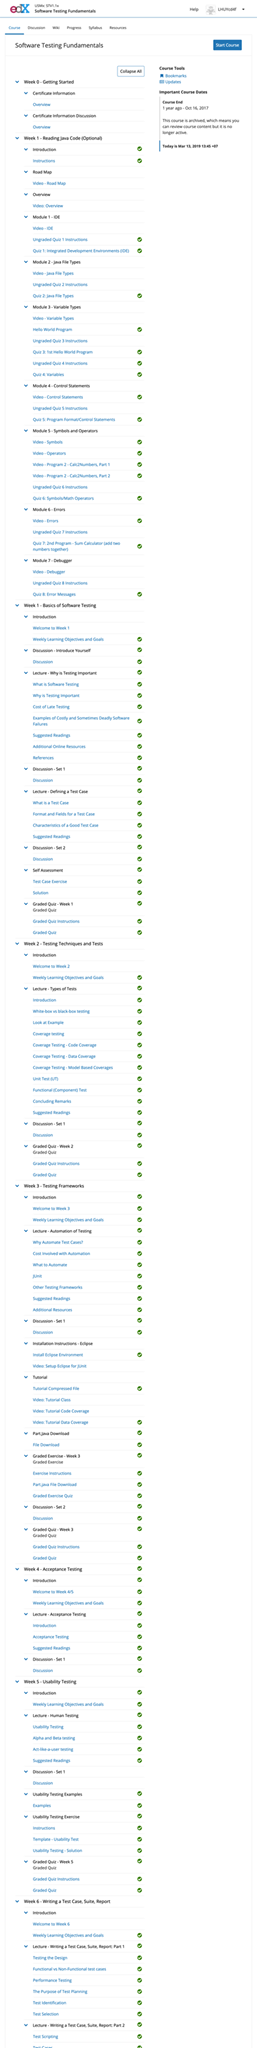 edX
USMx: STV1.1x
Software Testing Fundamentals
Help
Course
Discussion
Wiki
Progress
Syllabus
Resources
Software Testing Fundamentals
Start Course
Collapse All
Course Tools
Bookmarks
Updates
Important Course Dates
Course End
1 year ago - Oct 16, 2017
This course is archived, which means you
can review course content but it is no
longer active.
Today is Mar 13, 2019 13:45 +07
Week 0 - Getting Started
Certificate Information
Overview
Certificate Information Discussion
Overview
Week 1 - Reading Java Code (Optional)
Introduction
Instructions
Road Map
Video - Road Map
Overview
Video: Overview
Module 1 - IDE
Video - IDE
Ungraded Quiz 1 Instructions
Quiz 1: Integrated Development Environments (IDE)
Module 2 - Java File Types
Video - Java File Types
Ungraded Quiz 2 Instructions
Quiz 2: Java File Types
Module 3 - Variable Types
Video - Variable Types
Hello World Program
Ungraded Quiz 3 Instructions
Quiz 3: 1st Hello World Program
Ungraded Quiz 4 Instructions
Quiz 4: Variables
Module 4 - Control Statements
Video - Control Statements
Ungraded Quiz 5 Instructions
Quiz 5: Program Format/Control Statements
Module 5 - Symbols and Operators
Video - Symbols
Video - Operators
Video - Program 2 - Calc2Numbers, Part 1
Video - Program 2 - Calc2Numbers, Part 2
Ungraded Quiz 6 Instructions
Quiz 6: Symbols/Math Operators
Module 6 - Errors
Video - Errors
Ungraded Quiz 7 Instructions
Quiz 7: 2nd Program - Sum Calculator (add two
numbers together)
Module 7 - Debugger
Video - Debugger
Ungraded Quiz 8 Instructions
Quiz 8: Error Messages
Week 1 - Basics of Software Testing
Introduction
Welcome to Week 1
Weekly Learning Objectives and Goals
Discussion - Introduce Yourself
Discussion
Lecture - Why is Testing Important
What is Software Testing
Why is Testing Important
Cost of Late Testing
Examples of Costly and Sometimes Deadly Software
Failures
Suggested Readings
Additional Online Resources
References
Discussion - Set 1
Discussion
Lecture - Defining a Test Case
What is a Test Case
Format and Fields for a Test Case
Characteristics of a Good Test Case
Suggested Readings
Discussion - Set 2
Discussion
Self Assessment
Test Case Exercise
Solution
Graded Quiz - Week 1
Graded Quiz
Graded Quiz Instructions
Graded Quiz
Week 2 - Testing Techniques and Tests
Introduction
Welcome to Week 2
Weekly Learning Objectives and Goals
Lecture - Types of Tests
Introduction
White-box vs black-box testing
Look at Example
Coverage testing
Coverage Testing - Code Coverage
Coverage Testing - Data Coverage
Coverage Testing - Model Based Coverages
Unit Test (UT)
Functional (Component) Test
Concluding Remarks
Suggested Readings
Discussion - Set 1
Discussion
Graded Quiz - Week 2
Graded Quiz
Graded Quiz Instructions
Graded Quiz
Week 3 - Testing Frameworks
Introduction
Welcome to Week 3
Weekly Learning Objectives and Goals
Lecture - Automation of Testing
Why Automate Test Cases?
Cost Involved with Automation
What to Automate
JUnit
Other Testing Frameworks
Suggested Readings
Additional Resources
Discussion - Set 1
Discussion
Installation Instructions - Eclipse
Install Eclipse Environment
Video: Setup Eclipse for JUnit
Tutorial
Tutorial Compressed File
Video: Tutorial Class
Video: Tutorial Code Coverage
Video: Tutorial Data Coverage
Part.java Download
File Download
Graded Exercise - Week 3
Graded Exercise
Exercise Instructions
Part.java File Download
Graded Exercise Quiz
Discussion - Set 2
Discussion
Graded Quiz - Week 3
Graded Quiz
Graded Quiz Instructions
Graded Quiz
Week 4 - Acceptance Testing
Introduction
Welcome to Week 4/5
Weekly Learning Objectives and Goals
Lecture - Acceptance Testing
Introduction
Acceptance Testing
Suggested Readings
Discussion - Set 1
Discussion
Week 5 - Usability Testing
Introduction
Weekly Learning Objectives and Goals
Lecture - Human Testing
Usability Testing
Alpha and Beta testing
Act-like-a-user testing
Suggested Readings
Discussion - Set 1
Discussion
Usability Testing Examples
Examples
Usability Testing Exercise
Instructions
Template - Usability Test
Usability Testing - Solution
Graded Quiz - Week 5
Graded Quiz
Graded Quiz Instructions
Graded Quiz
Week 6 - Writing a Test Case, Suite, Report
Introduction
Welcome to Week 6
Weekly Learning Objectives and Goals
Lecture - Writing a Test Case, Suite, Report: Part 1
Testing the Design
Functional vs Non-Functional test cases
Performance Testing
The Purpose of Test Planning
Test Identification
Test Selection
Lecture - Writing a Test Case, Suite, Report: Part 2
Test Scripting